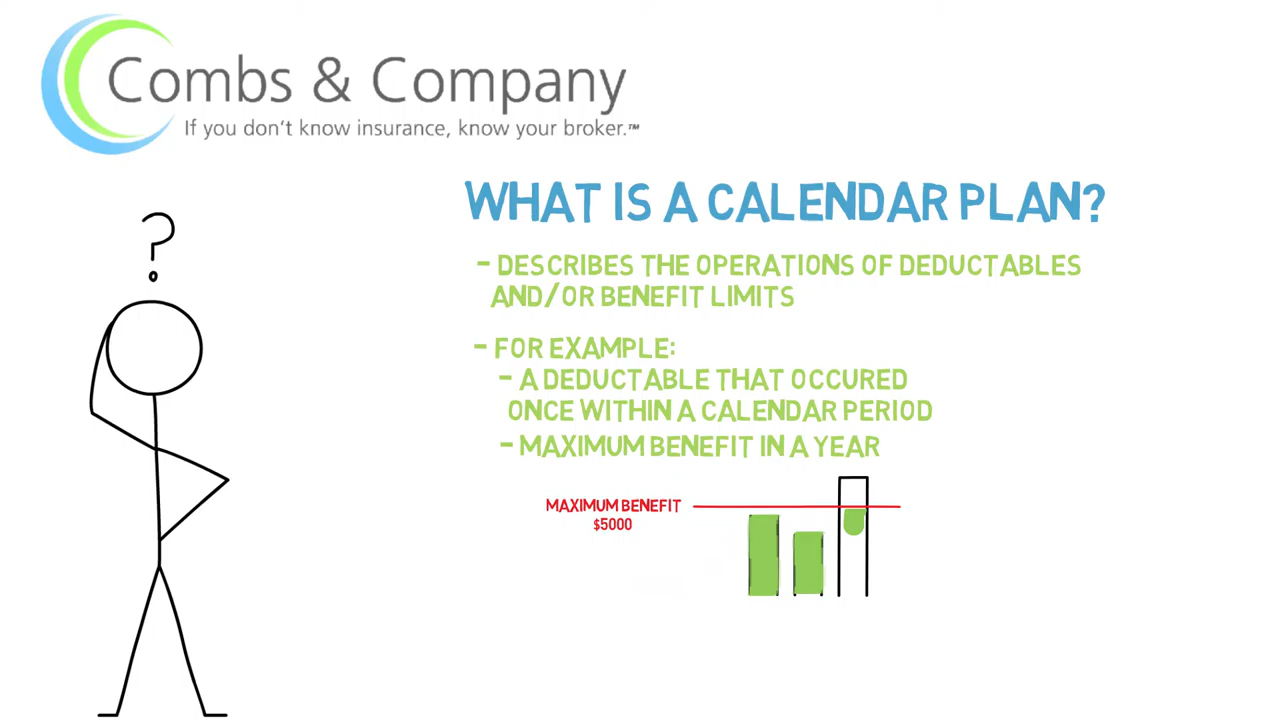 Combs & Company
If you don't know insurance, know your broker.™
WHAT IS A CALENDAR PLAN?
?
- DESCRIBES THE OPERATIONS OF DEDUCTABLES
AND/OR BENEFIT LIMITS
- FOR EXAMPLE:
- A DEDUCTABLE THAT OCCURED
ONCE WITHIN A CALENDAR PERIOD
- MAXIMUM BENEFIT IN A YEAR
MAXIMUM BENEFIT
$5000